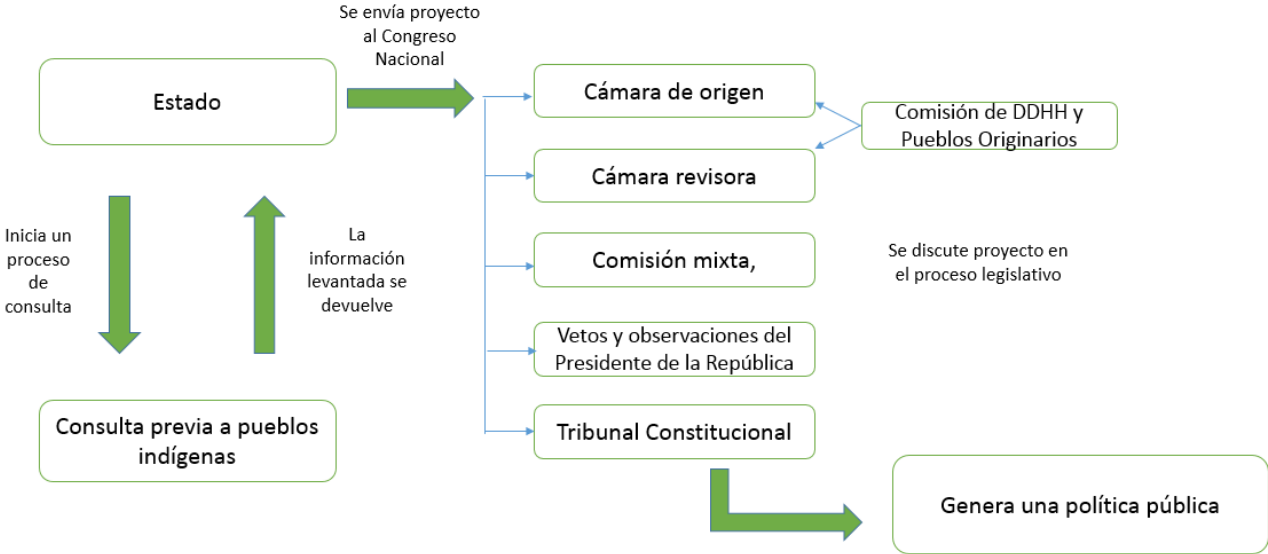 Se envía proyecto
al Congreso
Nacional
Estado
Inicia un
proceso
de
consulta
La
información
levantada se
devuelve
Consulta previa a pueblos
indígenas
Cámara de origen
Cámara revisora
Comisión mixta,
Vetos y observaciones del
Presidente de la República
Tribunal Constitucional
Comisión de DDHH y
Pueblos Originarios
Se discute proyecto en
el proceso legislativo
Genera una política pública